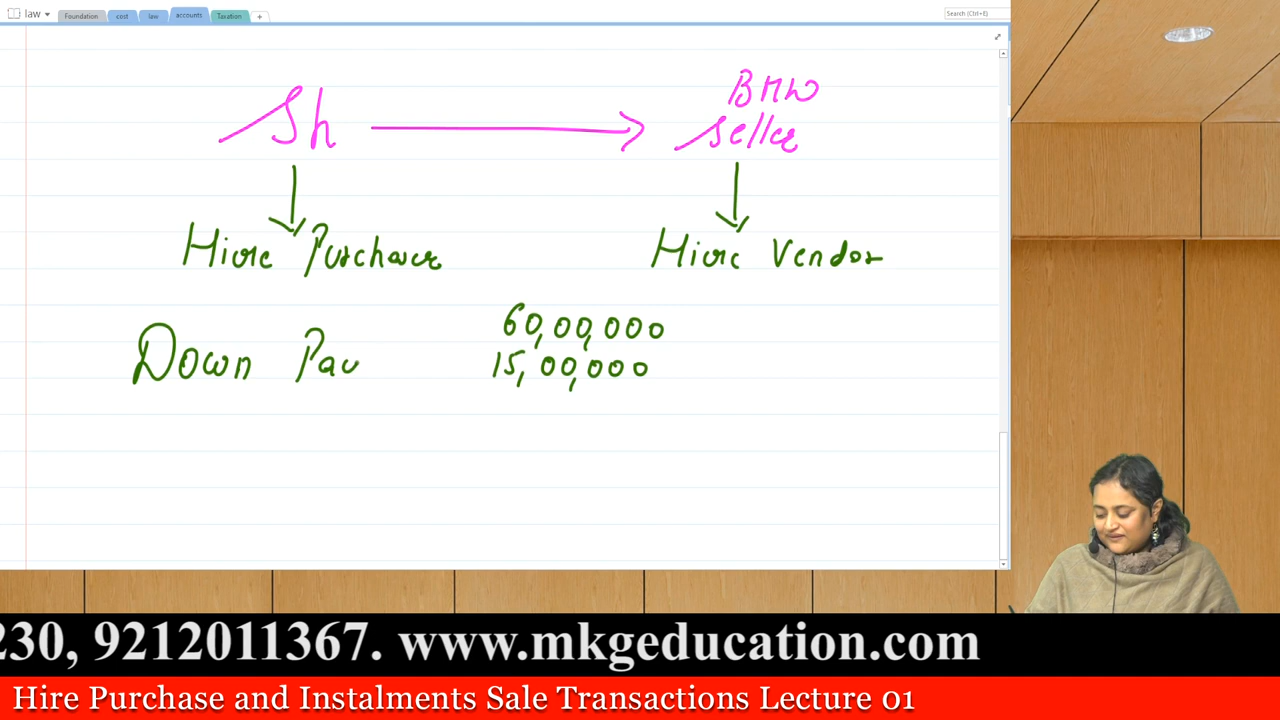 law
Foundation cost law accounts Taxation +
Search (Ctrl+E)
Sh
BMW
Seller
Hire Purchaser
Hire Vendor
60,00,000
Down Pay 15,00,000
230, 9212011367. www.mkgeducation.com
Hire Purchase and Instalments Sale Transactions Lecture 01